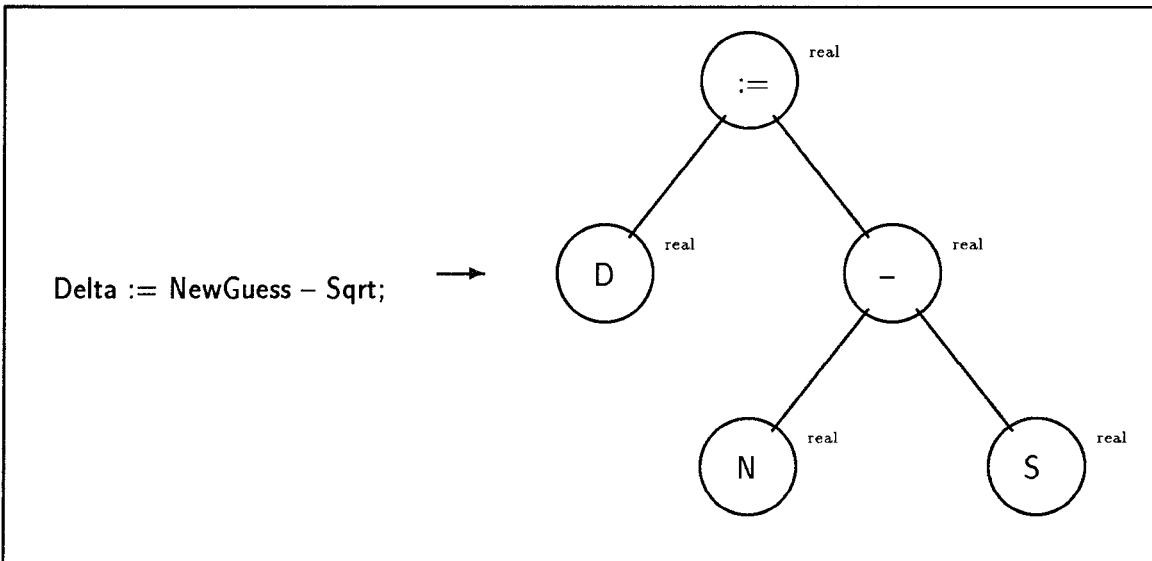 real
:=
real
real
D
–
Delta := NewGuess – Sqrt;
real
real
N
S